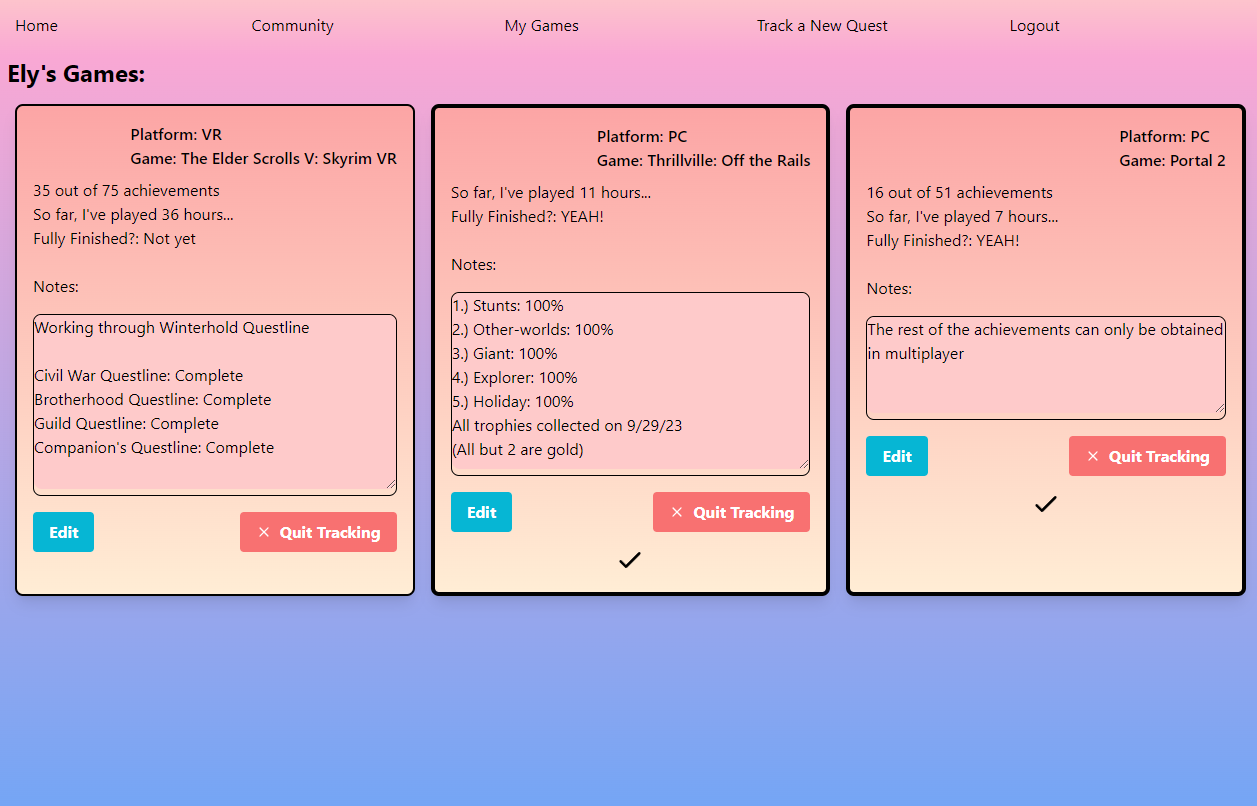 Home
Community
My Games
Track a New Quest
Logout
Ely's Games:
Platform: VR
Game: The Elder Scrolls V: Skyrim VR
35 out of 75 achievements
So far, I've played 36 hours...
Fully Finished?: Not yet
Notes:
Working through Winterhold Questline
Civil War Questline: Complete
Brotherhood Questline: Complete
Guild Questline: Complete
Companion's Questline: Complete
Edit
Quit Tracking
Platform: PC
Game: Thrillville: Off the Rails
So far, I've played 11 hours...
Fully Finished?: YEAH!
Notes:
1.) Stunts: 100%
2.) Other-worlds: 100%
3.) Giant: 100%
4.) Explorer: 100%
5.) Holiday: 100%
All trophies collected on 9/29/23
(All but 2 are gold)
Edit
Quit Tracking
Platform: PC
Game: Portal 2
16 out of 51 achievements
So far, I've played 7 hours...
Fully Finished?: YEAH!
Notes:
The rest of the achievements can only be obtained
in multiplayer
Edit
Quit Tracking